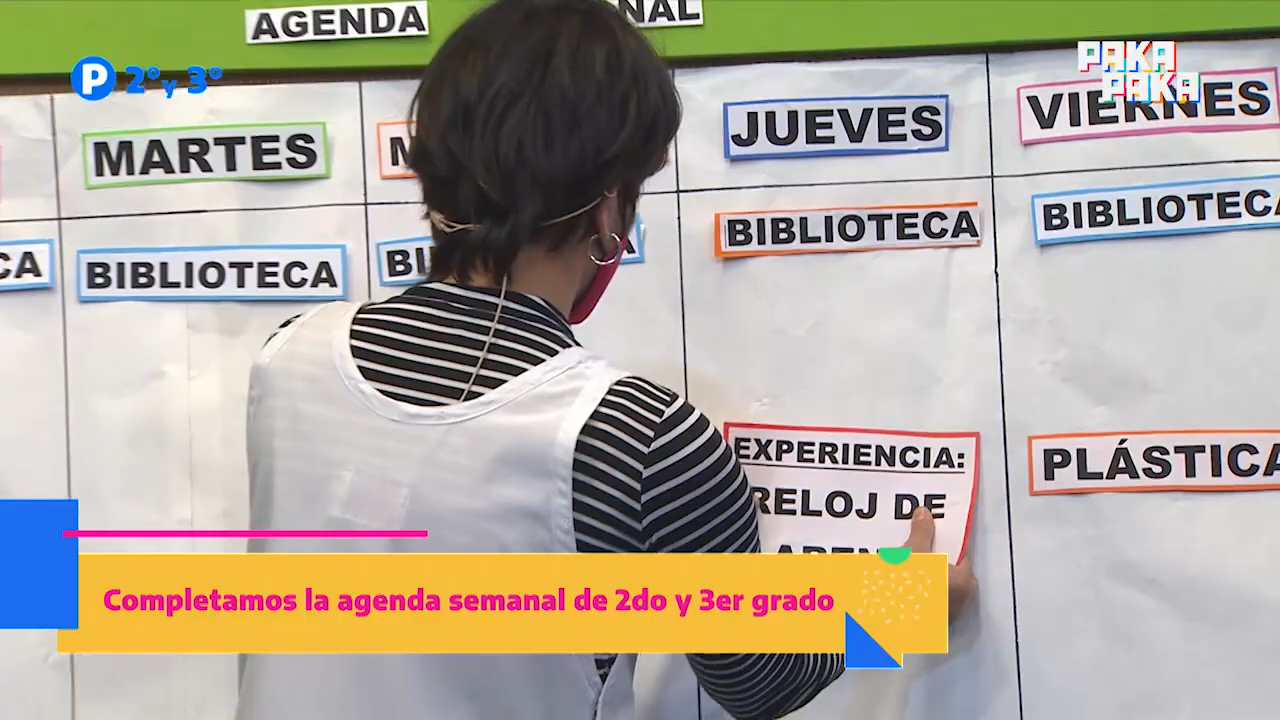 AGENDA
NAL
P 2° y 3°
PAKA
PAKA
MARTES
JUEVES
VIERNES
CA
BIBLIOTECA
BI
BIBLIOTECA
BIBLIOTECA
EXPERIENCIA:
RELOJ DE
PLÁSTICA
Completamos la agenda semanal de 2do y 3er grado